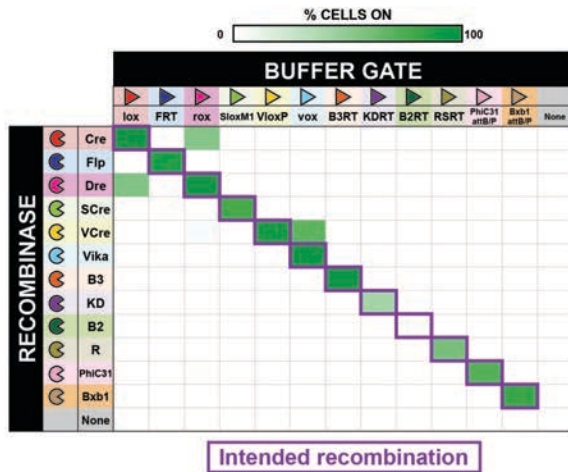 % CELLS ON
0 100
BUFFER GATE
lox FRT rox SloxM1 VloxP vox B3RT KDRT B2RT RSRT PhiC31 attB/P Bxb1 attB/P None
RECOMBINASE
Cre
Flp
Dre
SCre
VCre
Vika
B3
KD
B2
R
PhiC31
Bxb1
None
Intended recombination